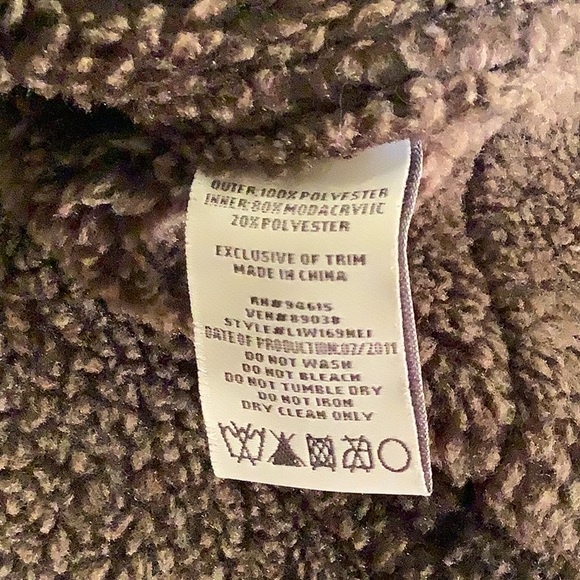 OUTER:100% POLYESTER
INNER:80% MODACRYLIC
20% POLYESTER
EXCLUSIVE OF TRIM
MADE IN CHINA
RN#94615
VEN#89038
STYLE#L1W169NEI
DATE OF PRODUCTION:07/2011
DO NOT WASH
DO NOT BLEACH
DO NOT TUMBLE DRY
DO NOT IRON
DRY CLEAN ONLY